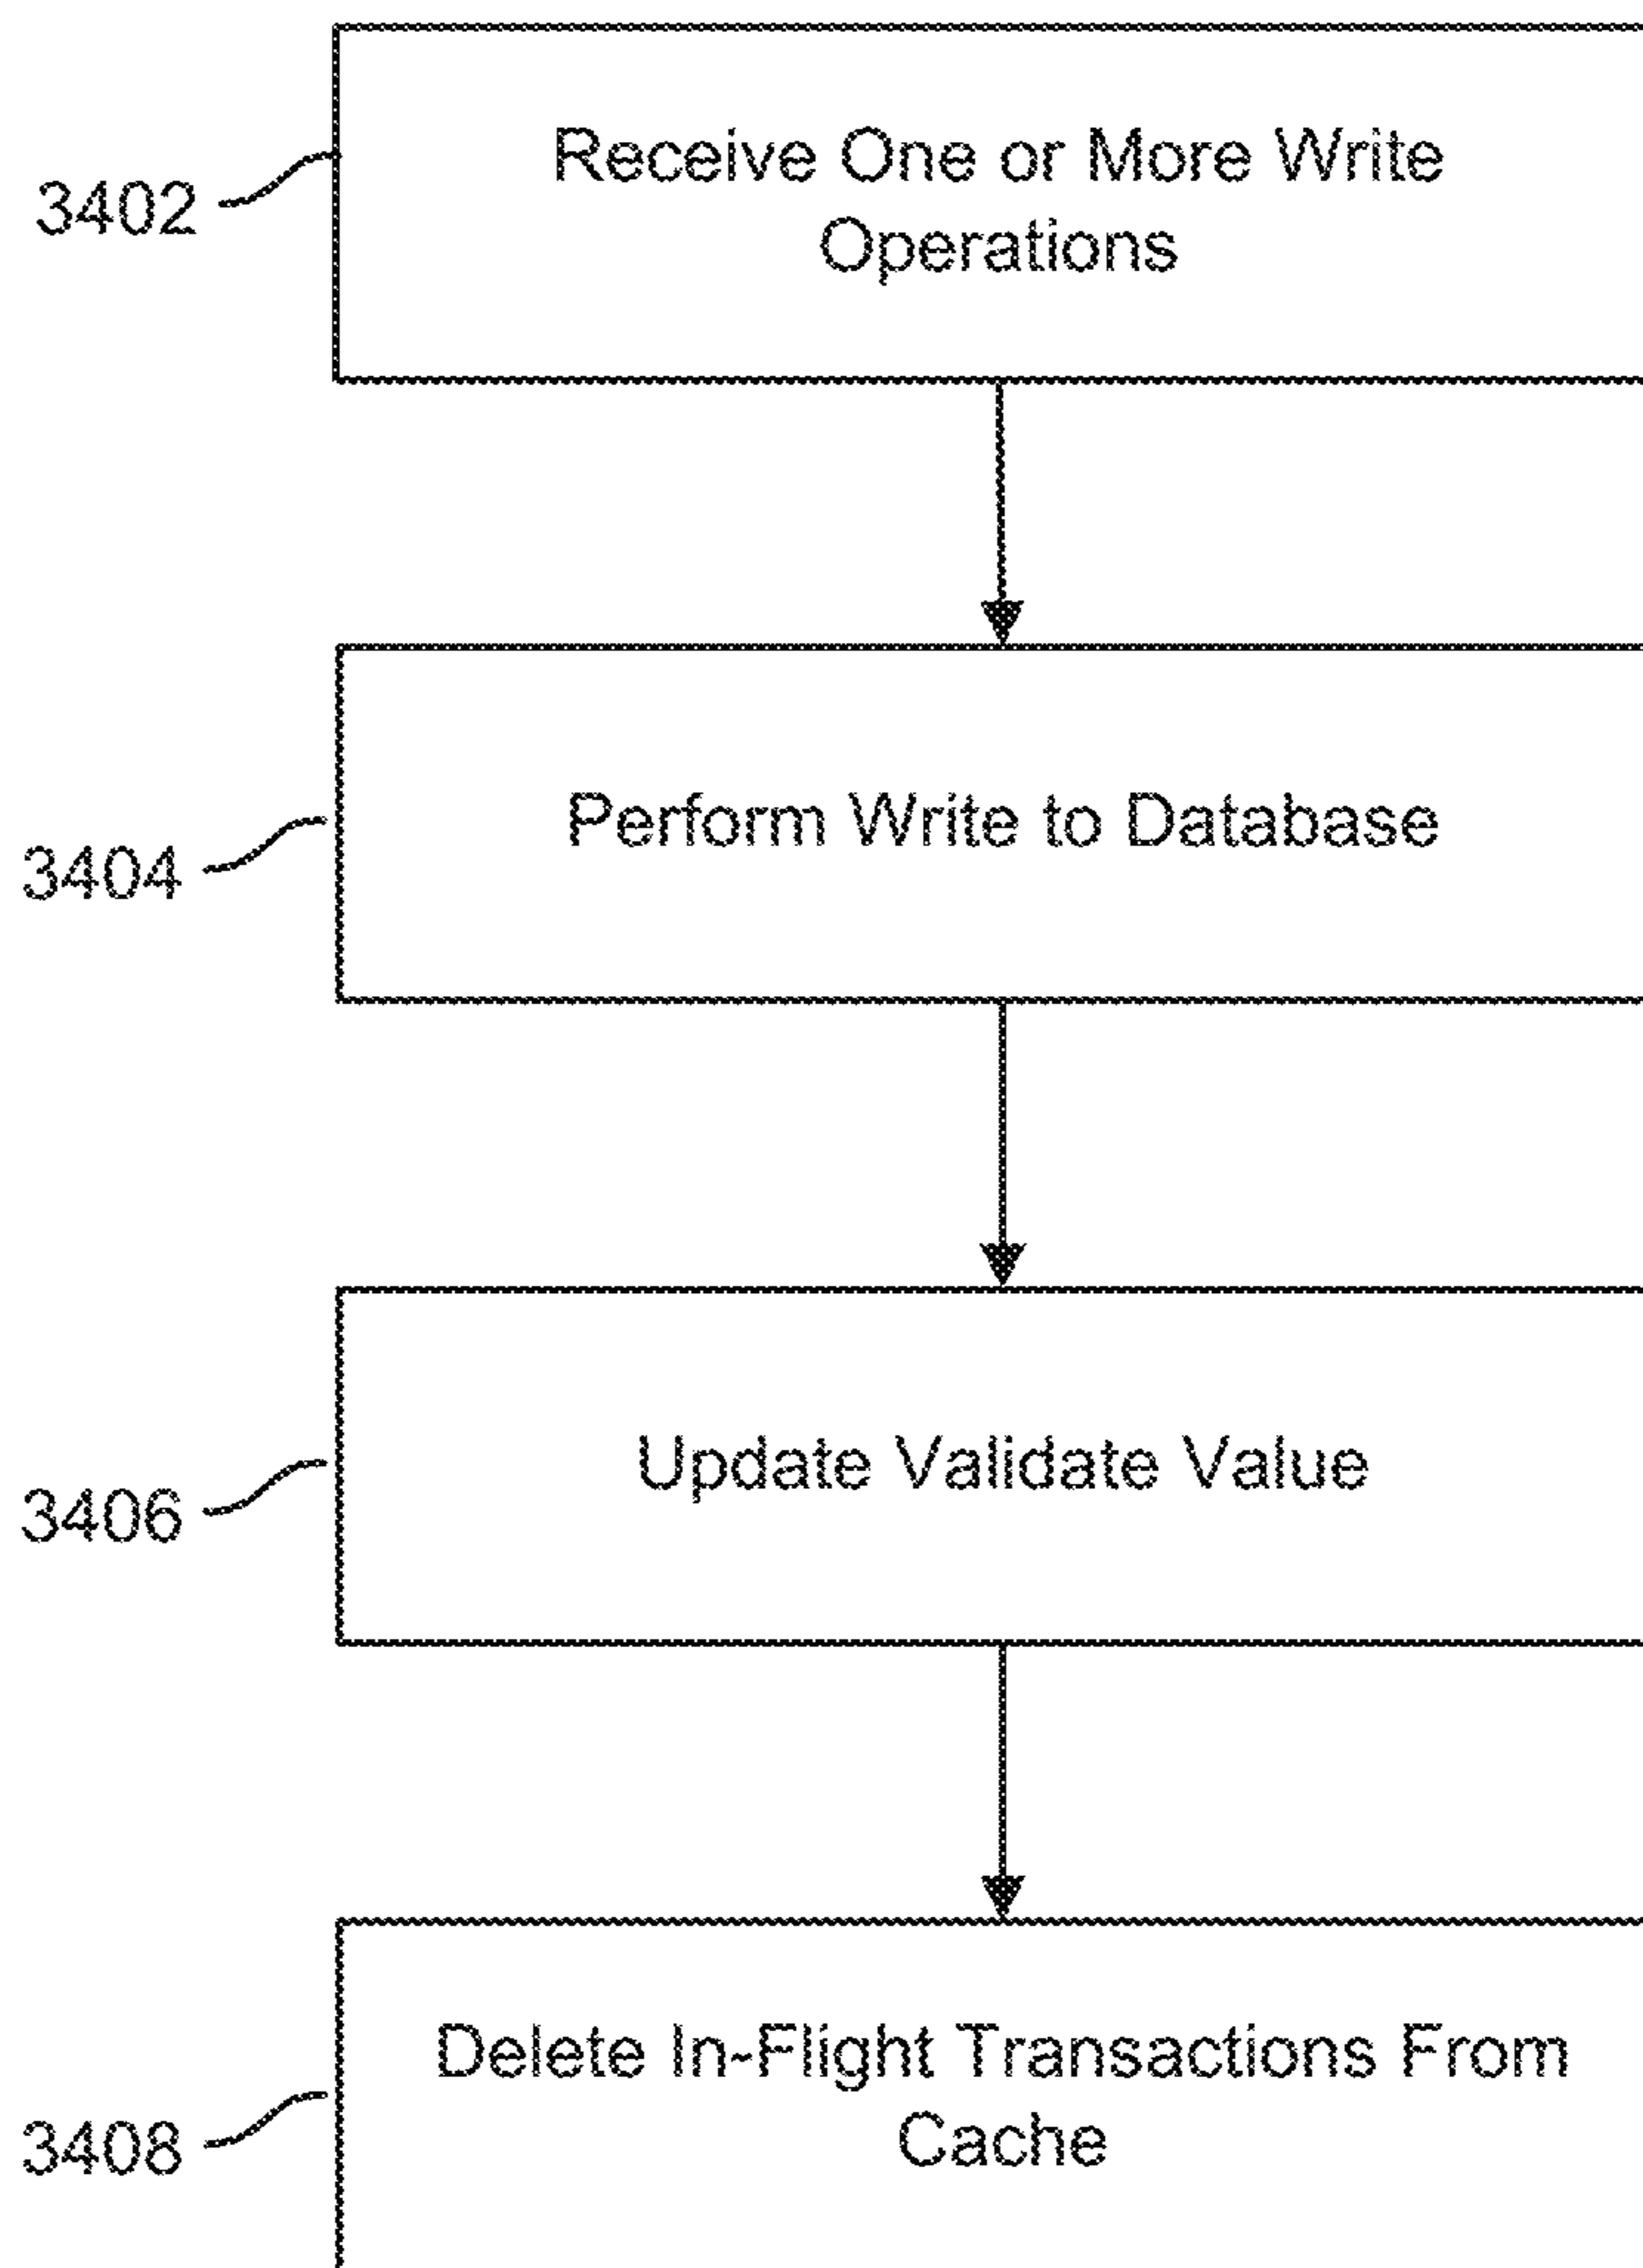 Receive One or More Write
Operations
3402
Perform Write to Database
3404
Update Validate Value
3406
Delete In-Flight Transactions From
Cache
3408